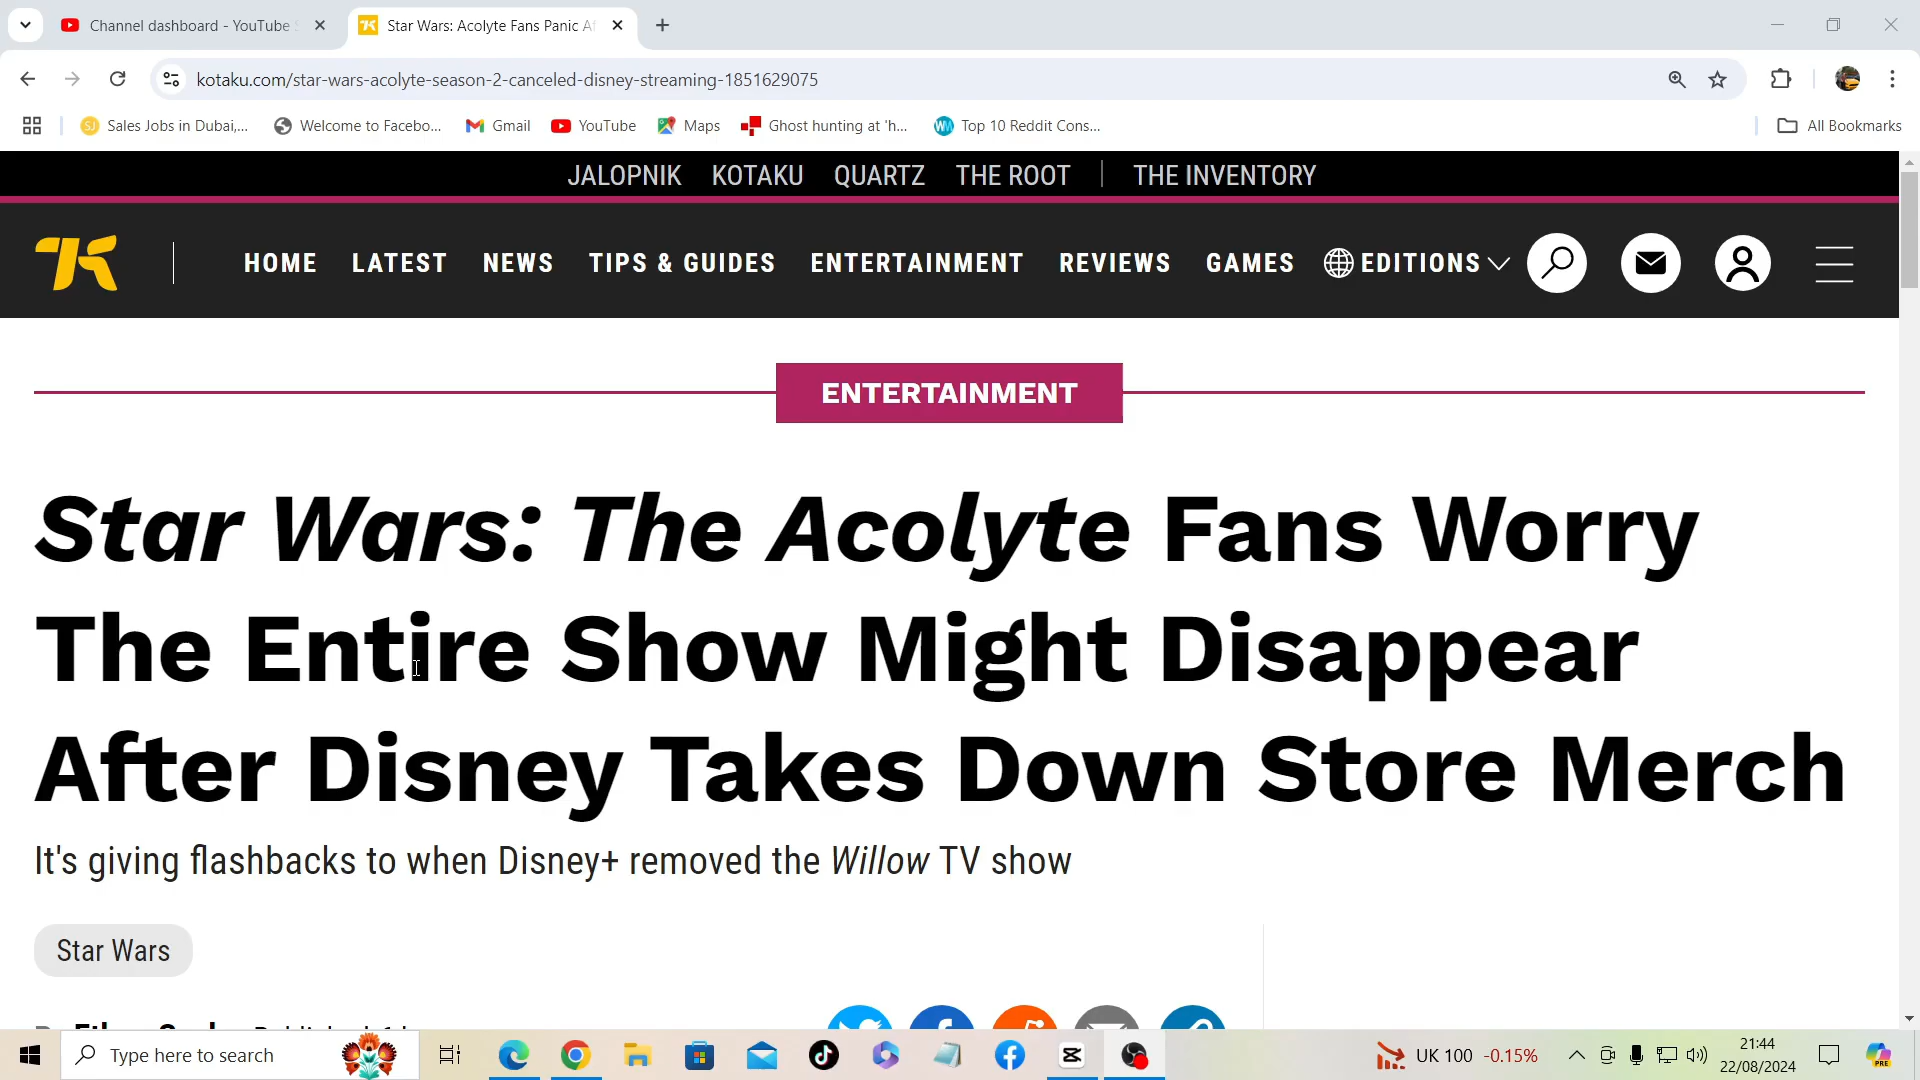 Channel dashboard - YouTube S
Star Wars: Acolyte Fans Panic Af
kotaku.com/star-wars-acolyte-season-2-canceled-disney-streaming-1851629075
Sales Jobs in Dubai,...
Welcome to Facebo...
Gmail
YouTube
Maps
Ghost hunting at 'h...
Top 10 Reddit Cons...
All Bookmarks
JALOPNIK KOTAKU QUARTZ THE ROOT | THE INVENTORY
HOME LATEST NEWS TIPS & GUIDES ENTERTAINMENT REVIEWS GAMES EDITIONS
ENTERTAINMENT
Star Wars: The Acolyte Fans Worry
The Entire Show Might Disappear
After Disney Takes Down Store Merch
It's giving flashbacks to when Disney+ removed the Willow TV show
Star Wars
Type here to search
UK 100 -0.15%
21:44
22/08/2024